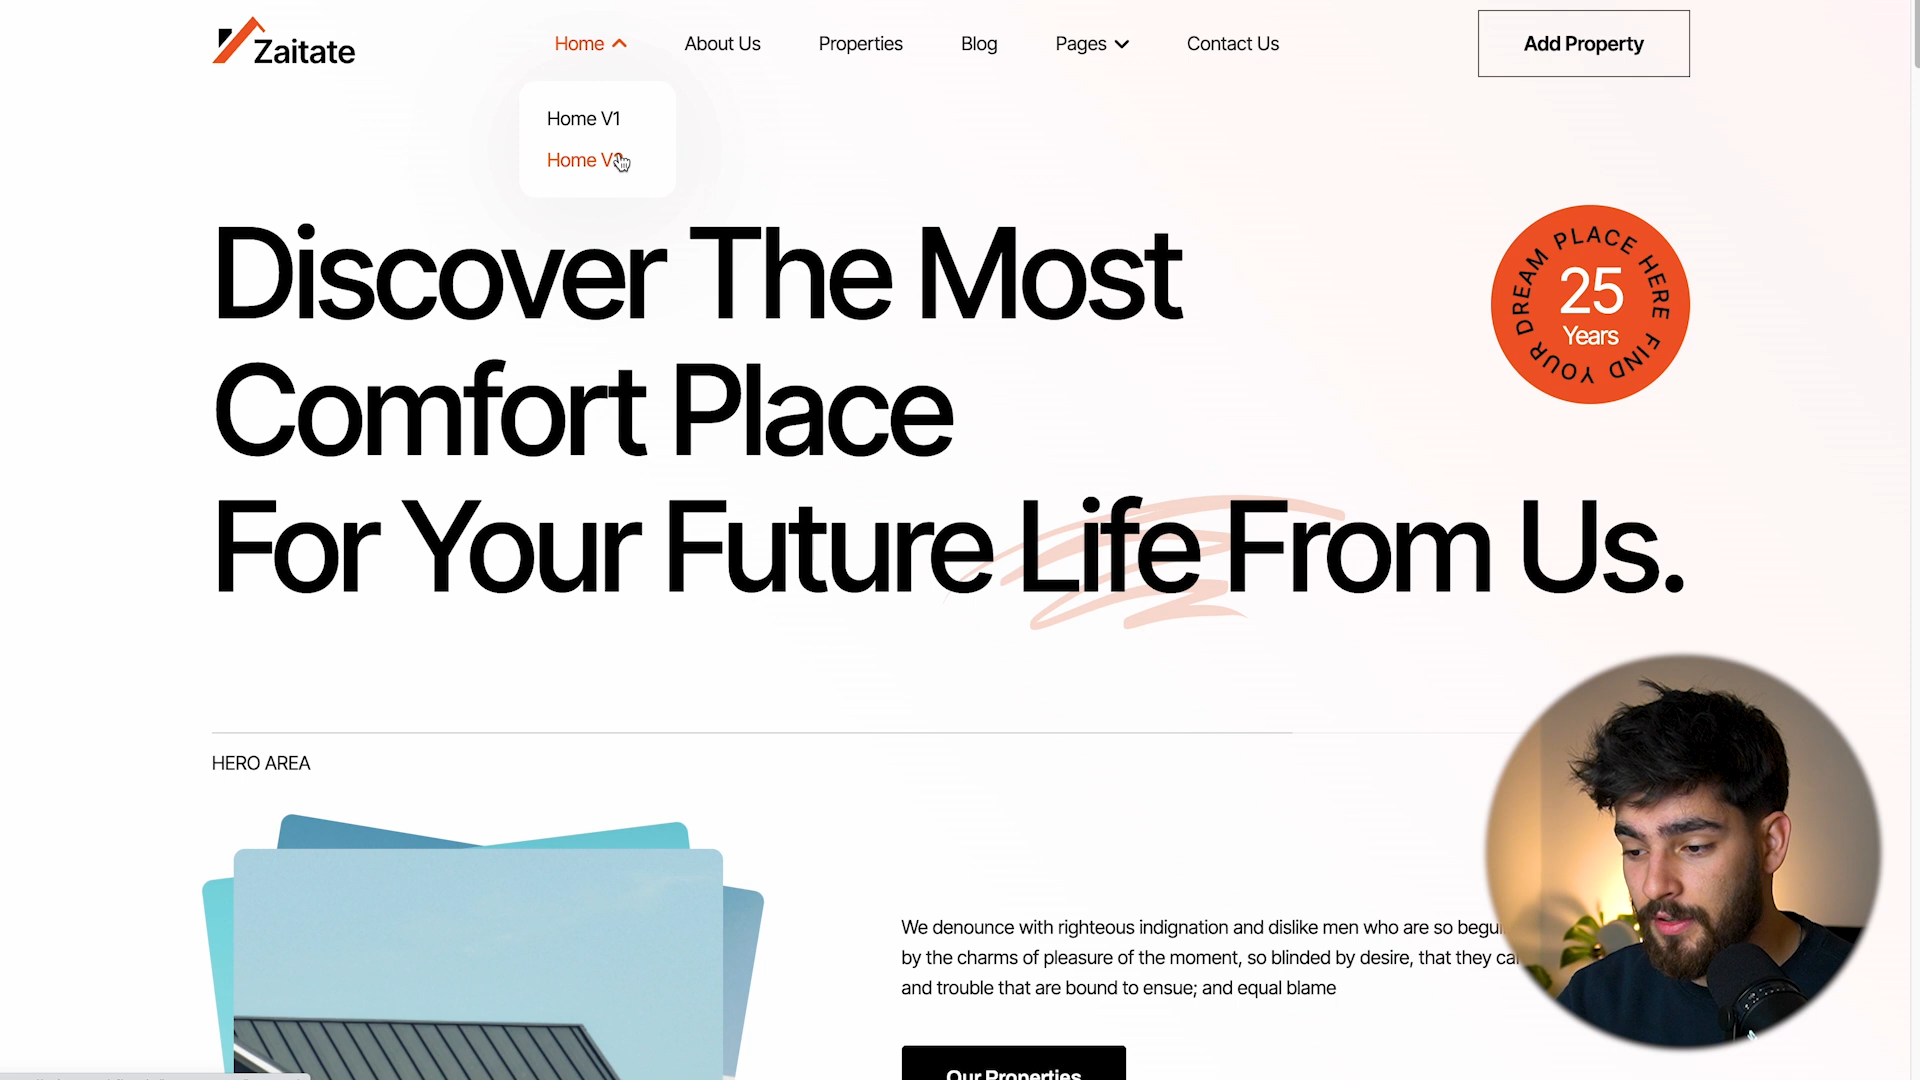 Zaitate
Home
About Us
Properties
Blog
Pages
Contact Us
Add Property
Home V1
Home
Discover The Most
Comfort Place
For Your Future Life From Us.
FIND YOUR DREAM PLACE HERE
25
Years
HERO AREA
We denounce with righteous indignation and dislike men who are so
by the charms of pleasure of the moment, so blinded by desire, that they
and trouble that are bound to ensue; and equal blame
Our Properties